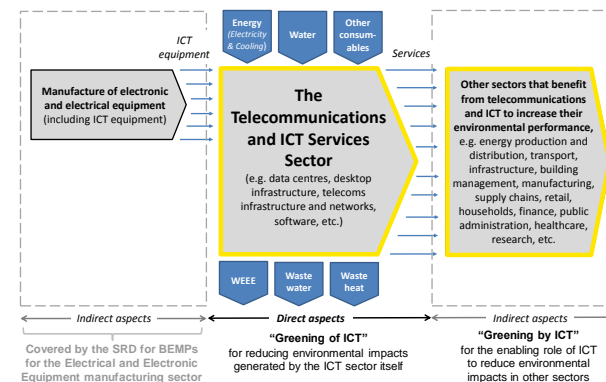 ICT
equipment
Energy
(Electricity
& Cooling)
Water
Other
consum-
ables
Services
Manufacture of electronic
and electrical equipment
(including ICT equipment)
The
Telecommunications
and ICT Services
Sector
(e.g. data centres, desktop
infrastructure, telecoms
infrastructure and networks,
software, etc.)
Other sectors that benefit
from telecommunications
and ICT to increase their
environmental performance,
e.g. energy production and
distribution, transport,
infrastructure, building
management, manufacturing,
supply chains, retail,
households, finance, public
administration, healthcare,
research, etc.
WEEE
Waste
water
Waste
heat
Indirect aspects
Direct aspects
Indirect aspects
Covered by the SRD for BEMPs
for the Electrical and Electronic
Equipment manufacturing sector
“Greening of ICT”
for reducing environmental impacts
generated by the ICT sector itself
“Greening by ICT”
for the enabling role of ICT
to reduce environmental
impacts in other sectors